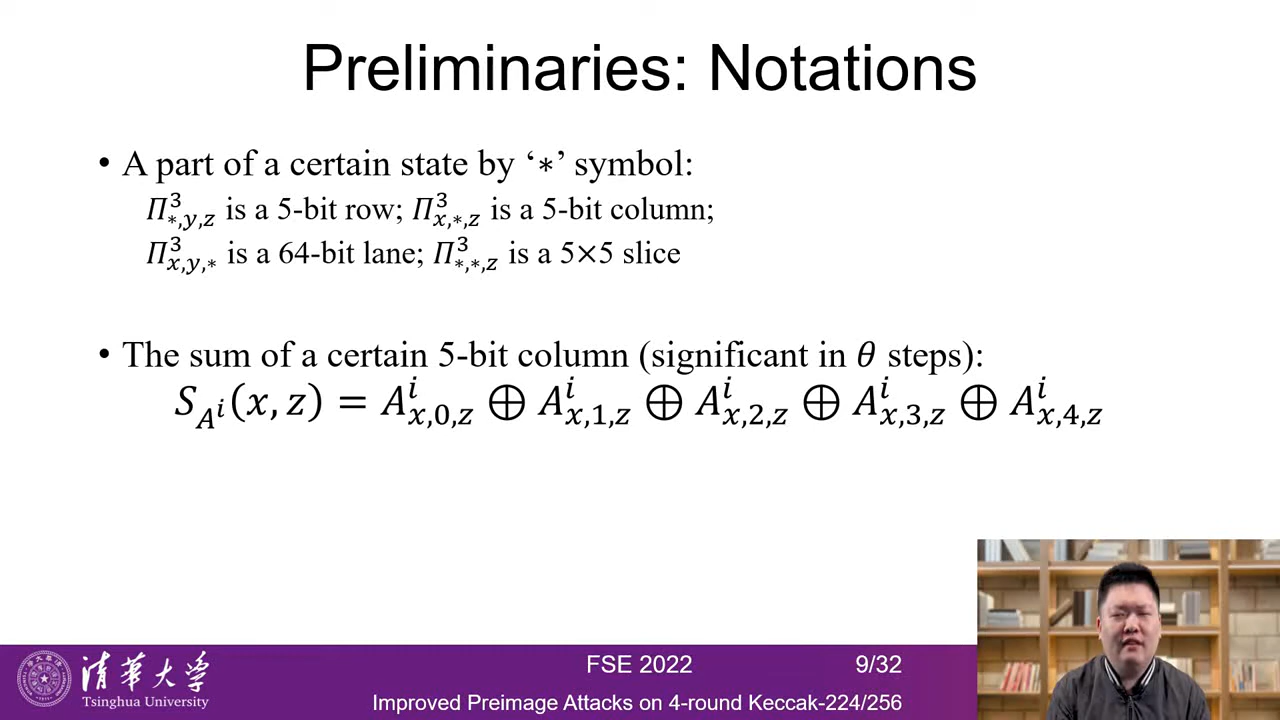 Preliminaries: Notations
• A part of a certain state by ‘∗’ symbol:
𝛱³∗,y,z is a 5-bit row; 𝛱³x,∗,z is a 5-bit column;
𝛱³x,y,∗ is a 64-bit lane; 𝛱³∗,∗,z is a 5×5 slice
• The sum of a certain 5-bit column (significant in θ steps):
S_{A^i}(x, z) = A^i_{x,0,z} ⊕ A^i_{x,1,z} ⊕ A^i_{x,2,z} ⊕ A^i_{x,3,z} ⊕ A^i_{x,4,z}
清华大学
Tsinghua University
FSE 2022
9/32
Improved Preimage Attacks on 4-round Keccak-224/256